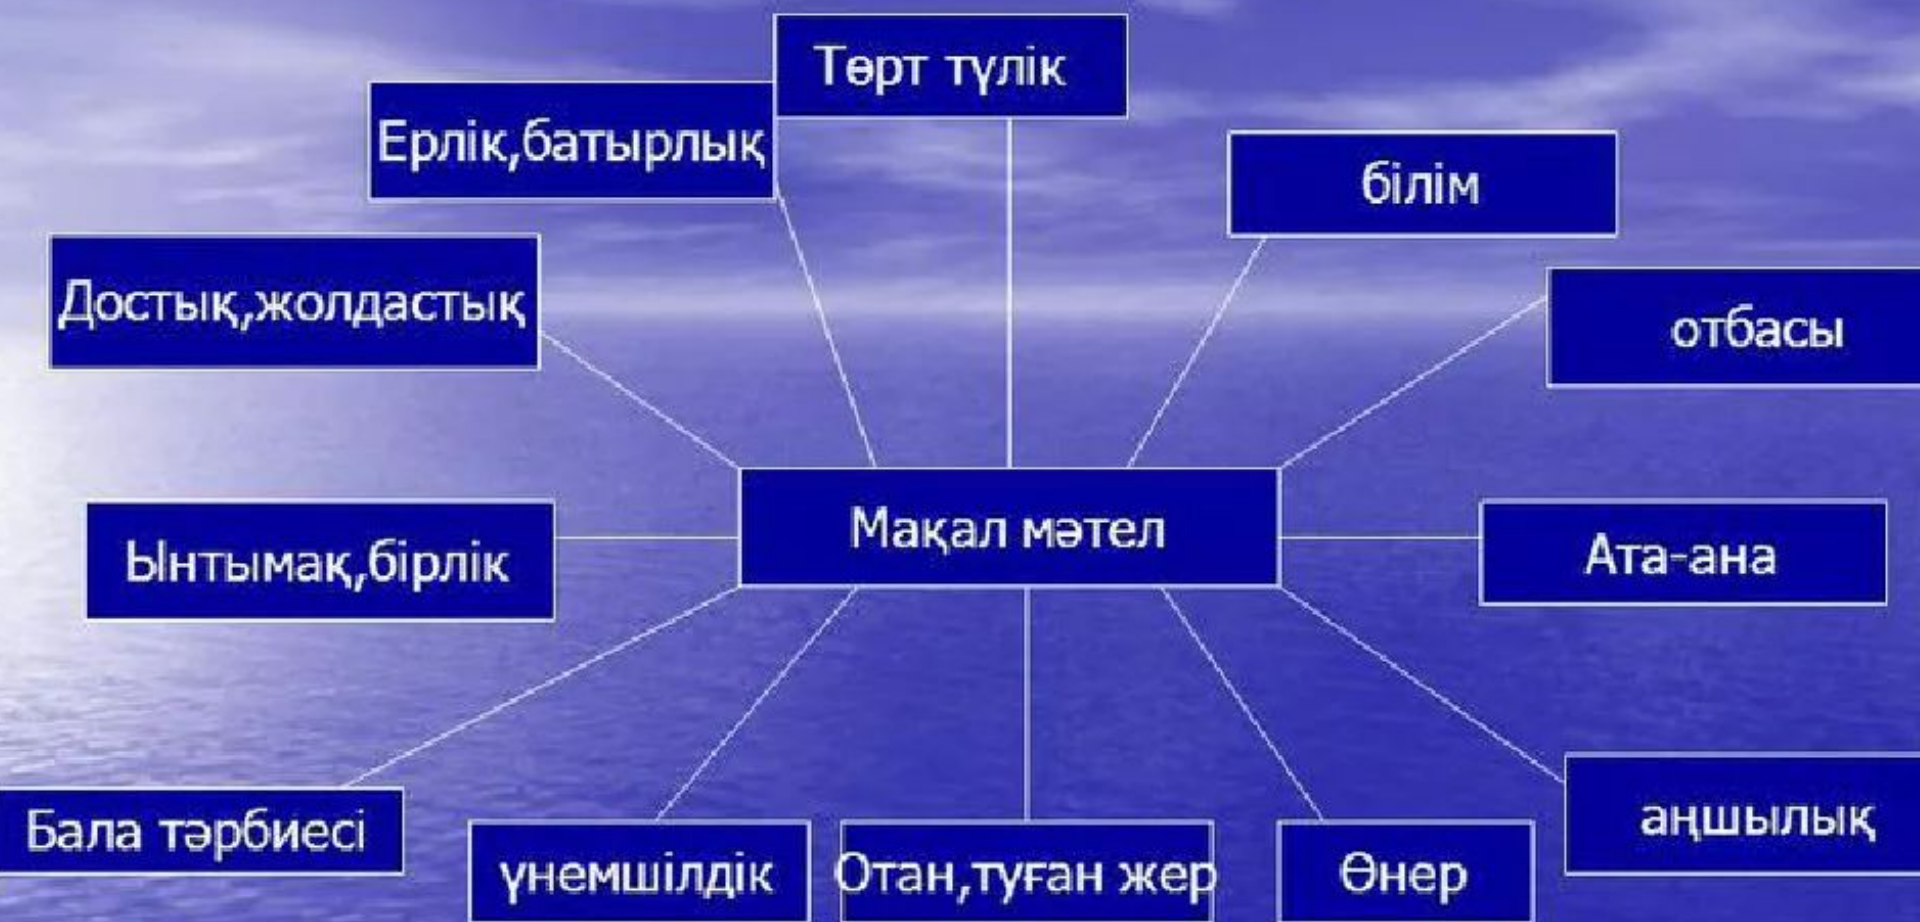 Төрт түлік
Ерлік,батырлық
білім
Достық,жолдастық
отбасы
Мақал мәтел
Ынтымақ,бірлік
Ата-ана
Бала тәрбиесі
үнемшілдік
Отан,туған жер
Өнер
аңшылық